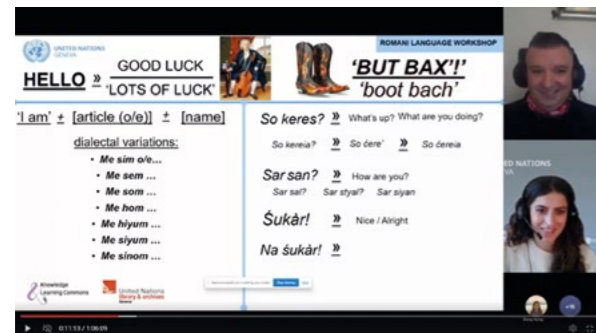 UNITED NATIONS
GENEVA
ROMANI LANGUAGE WORKSHOP
HELLO » GOOD LUCK
'LOTS OF LUCK'
'BUT BAX'!'
'boot bach'
'I am' + [article (o/e)] + [name]
dialectal variations:
• Me sim o/e...
• Me sem ...
• Me som ...
• Me hom ...
• Me hiyum ...
• Me siyum ...
• Me sinom ...
So keres? » What's up? What are you doing?
So kereia? » So ćere' » So ćereia
Sar san? » How are you?
Sar sal? Sar styal? Sar siyan
Śukàr! » Nice / Alright
Na śukàr! »
Knowledge
Learning Commons
United Nations
library & archives
Geneva
ED NATIONS
VA
0:11:53 / 1:06:09